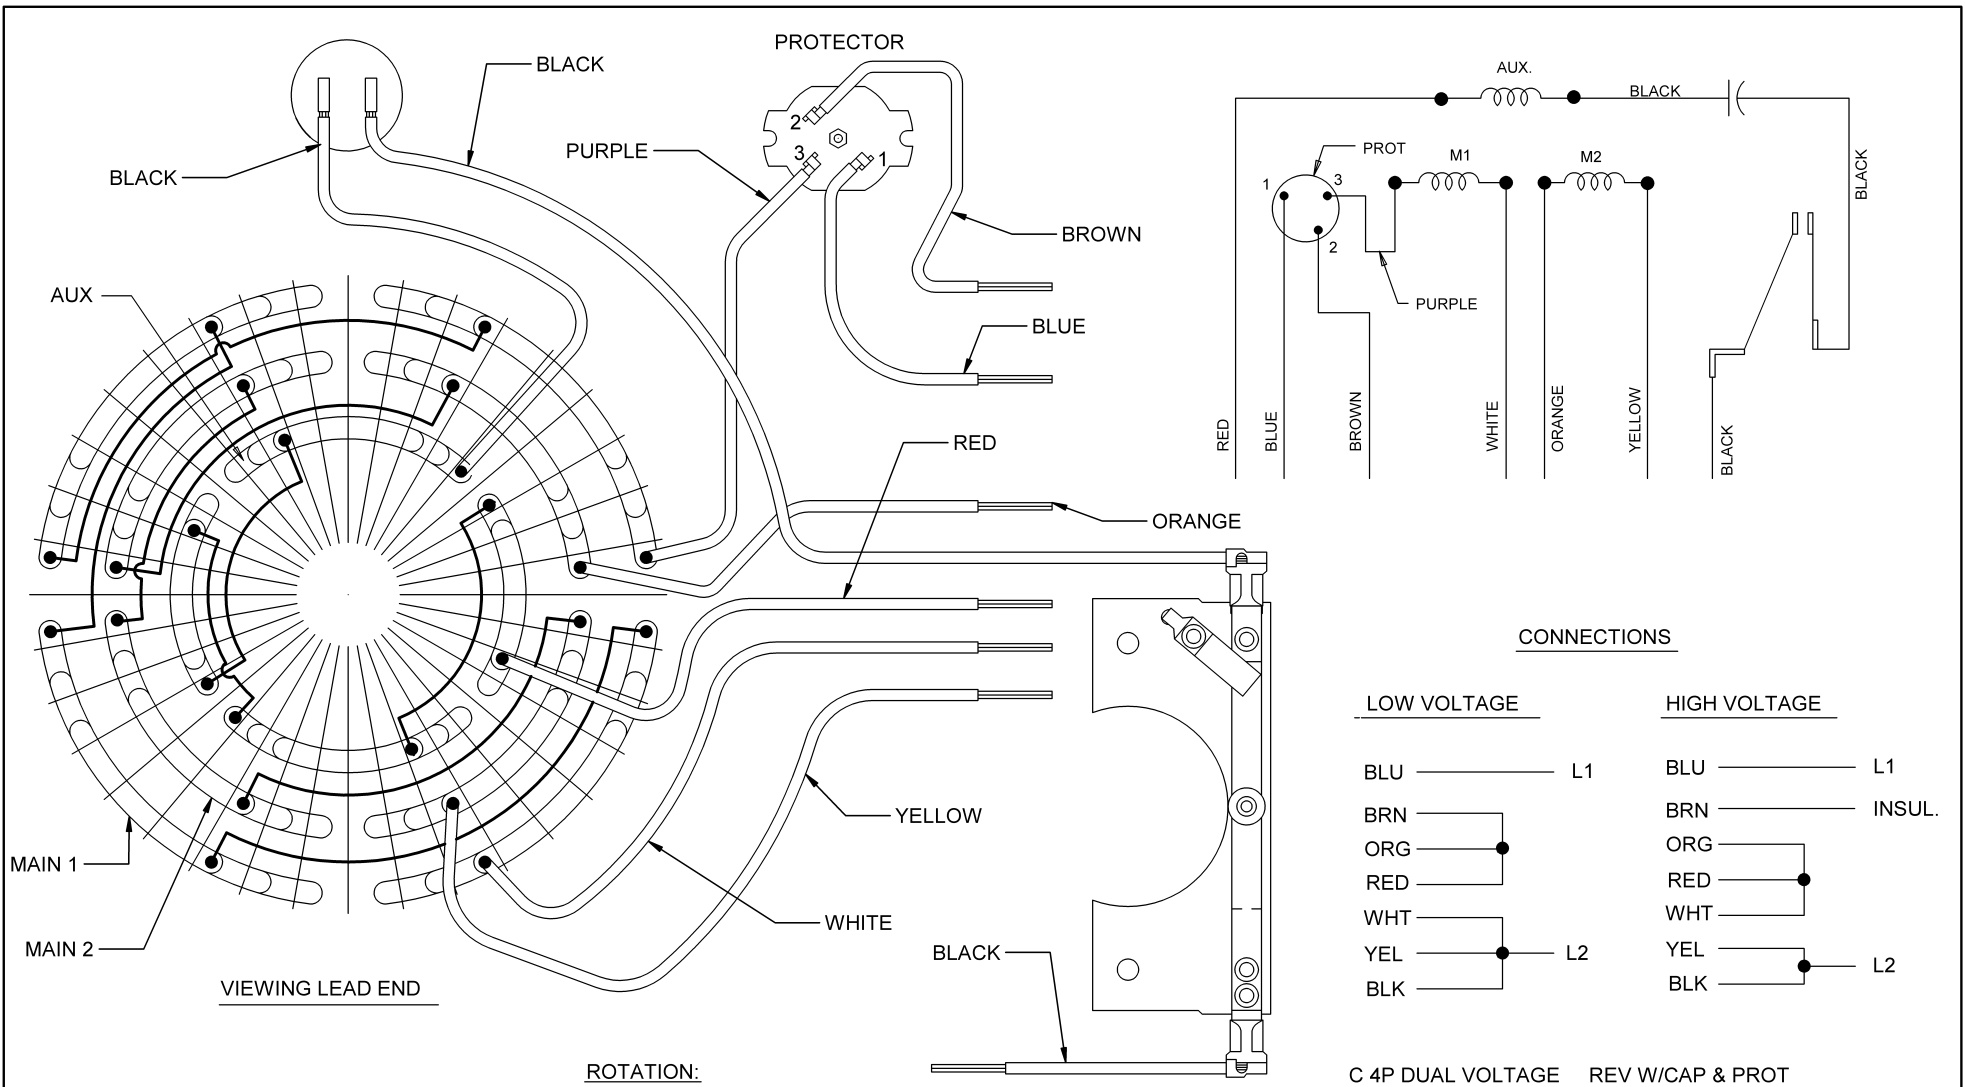 PROTECTOR
BLACK
BLACK
PURPLE
2
3
1
BROWN
BLUE
AUX
RED
ORANGE
YELLOW
WHITE
MAIN 1
MAIN 2
VIEWING LEAD END
ROTATION:
BLACK
AUX.
BLACK
PROT
M1
M2
1
3
2
PURPLE
BLACK
RED
BLUE
BROWN
WHITE
ORANGE
YELLOW
BLACK
CONNECTIONS
LOW VOLTAGE
BLU L1
BRN
ORG
RED
WHT
YEL L2
BLK
HIGH VOLTAGE
BLU L1
BRN INSUL.
ORG
RED
WHT
YEL
L2
BLK
C 4P DUAL VOLTAGE REV W/CAP & PROT